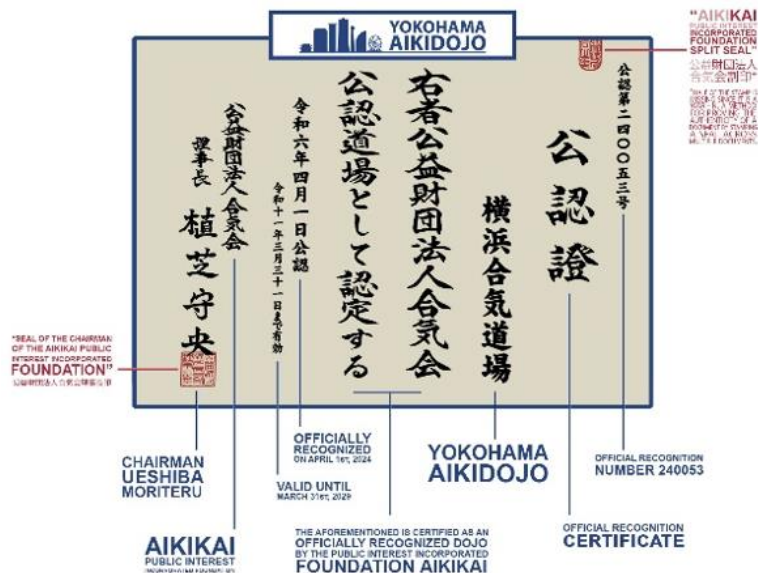 YOKOHAMA
AIKIDOJO
"AIKIKAI
PUBLIC INTEREST
INCORPORATED
FOUNDATION
SPLIT SEAL"
公益財団法人
合気会割印"
公認第二四〇〇五三号
公認證
横浜合気道場
右者公益財団法人合気会
公認道場として認定する
令和六年四月一日公認
令和十一年三月三十一日まで有効
公益財団法人合気会
理事長 植芝守央
"SEAL OF THE CHAIRMAN
OF THE AIKIKAI PUBLIC
INTEREST INCORPORATED
FOUNDATION"
CHAIRMAN
UESHIBA
MORITERU
AIKIKAI
PUBLIC INTEREST
INCORPORATED FOUNDATION
OFFICIALLY
RECOGNIZED
ON APRIL 1ST, 2024
VALID UNTIL
MARCH 31ST, 2029
THE AFOREMENTIONED IS CERTIFIED AS AN
OFFICIALLY RECOGNIZED DOJO
BY THE PUBLIC INTEREST INCORPORATED
FOUNDATION AIKIKAI
YOKOHAMA
AIKIDOJO
OFFICIAL RECOGNITION
CERTIFICATE
OFFICIAL RECOGNITION
NUMBER 240053